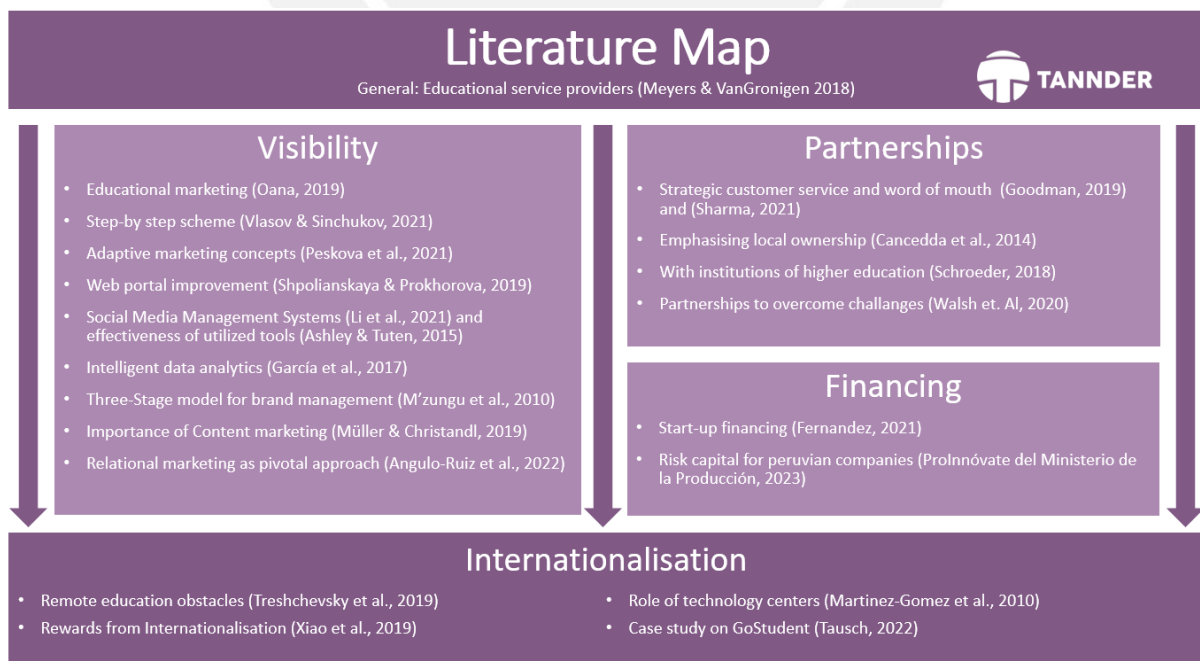 Literature Map
General: Educational service providers (Meyers & VanGronigen 2018)
TANNDER
Visibility
• Educational marketing (Oana, 2019)
• Step-by step scheme (Vlasov & Sinchukov, 2021)
• Adaptive marketing concepts (Peskova et al., 2021)
• Web portal improvement (Shpolianskaya & Prokhorova, 2019)
• Social Media Management Systems (Li et al., 2021) and
effectiveness of utilized tools (Ashley & Tuten, 2015)
• Intelligent data analytics (García et al., 2017)
• Three-Stage model for brand management (M’zungu et al., 2010)
• Importance of Content marketing (Müller & Christandl, 2019)
• Relational marketing as pivotal approach (Angulo-Ruiz et al., 2022)
Partnerships
• Strategic customer service and word of mouth (Goodman, 2019)
and (Sharma, 2021)
• Emphasising local ownership (Cancedda et al., 2014)
• With institutions of higher education (Schroeder, 2018)
• Partnerships to overcome challanges (Walsh et. Al, 2020)
Financing
• Start-up financing (Fernandez, 2021)
• Risk capital for peruvian companies (ProInnóvate del Ministerio de
la Producción, 2023)
Internationalisation
• Remote education obstacles (Treshchevsky et al., 2019)
• Rewards from Internationalisation (Xiao et al., 2019)
• Role of technology centers (Martinez-Gomez et al., 2010)
• Case study on GoStudent (Tausch, 2022)